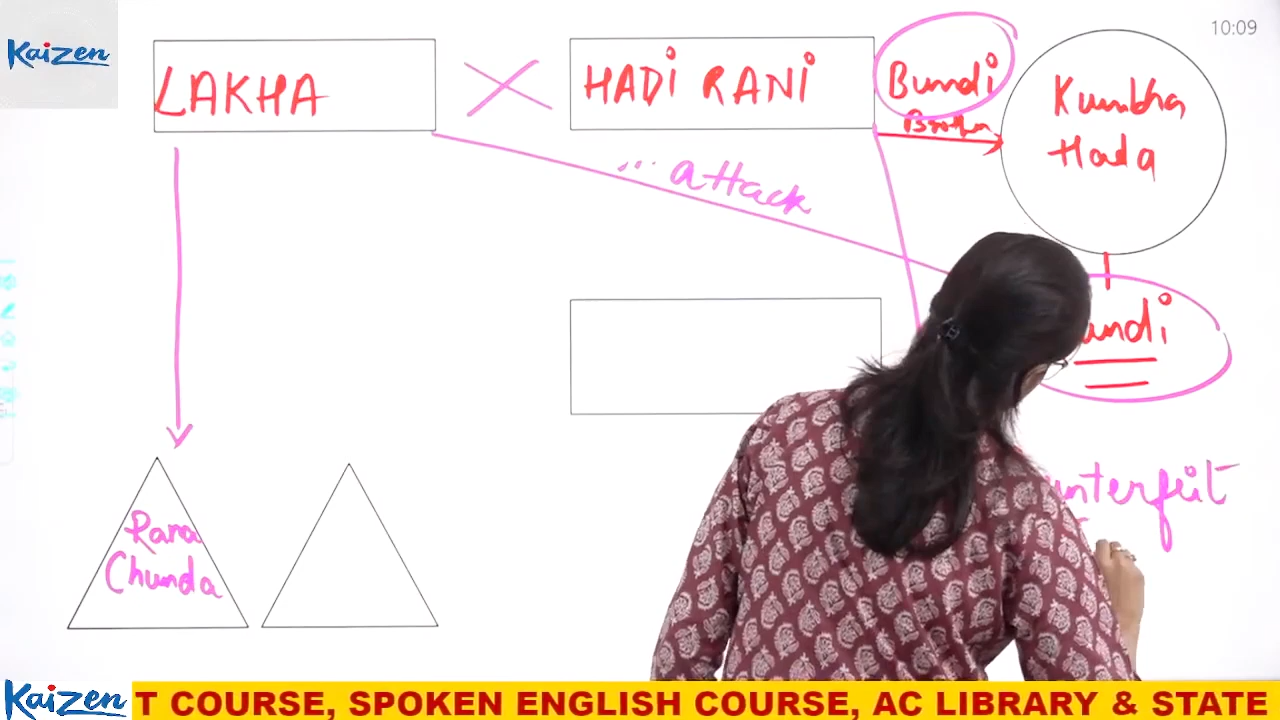 Kaizen
10:09
LAKHA
HADI RANI
Bundi
Kumbha
Hada
attack
Rana
Chunda
Kaizen
T COURSE, SPOKEN ENGLISH COURSE, AC LIBRARY & STATE